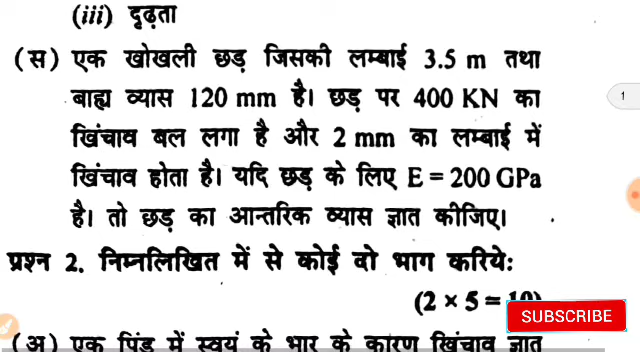 (iii) दृढ़ता
(स) एक खोखली छड़ जिसकी लम्बाई 3.5 m तथा
बाह्य व्यास 120 mm है। छड़ पर 400 KN का
खिंचाव बल लगा है और 2 mm का लम्बाई में
खिंचाव होता है। यदि छड़ के लिए E = 200 GPa
है। तो छड़ का आन्तरिक व्यास ज्ञात कीजिए।
1
प्रश्न 2. निम्नलिखित में से कोई दो भाग करिये:
(2 × 5 = 10)
SUBSCRIBE
(अ) एक पिंड में स्वयं के भार के कारण खिंचाव ज्ञात